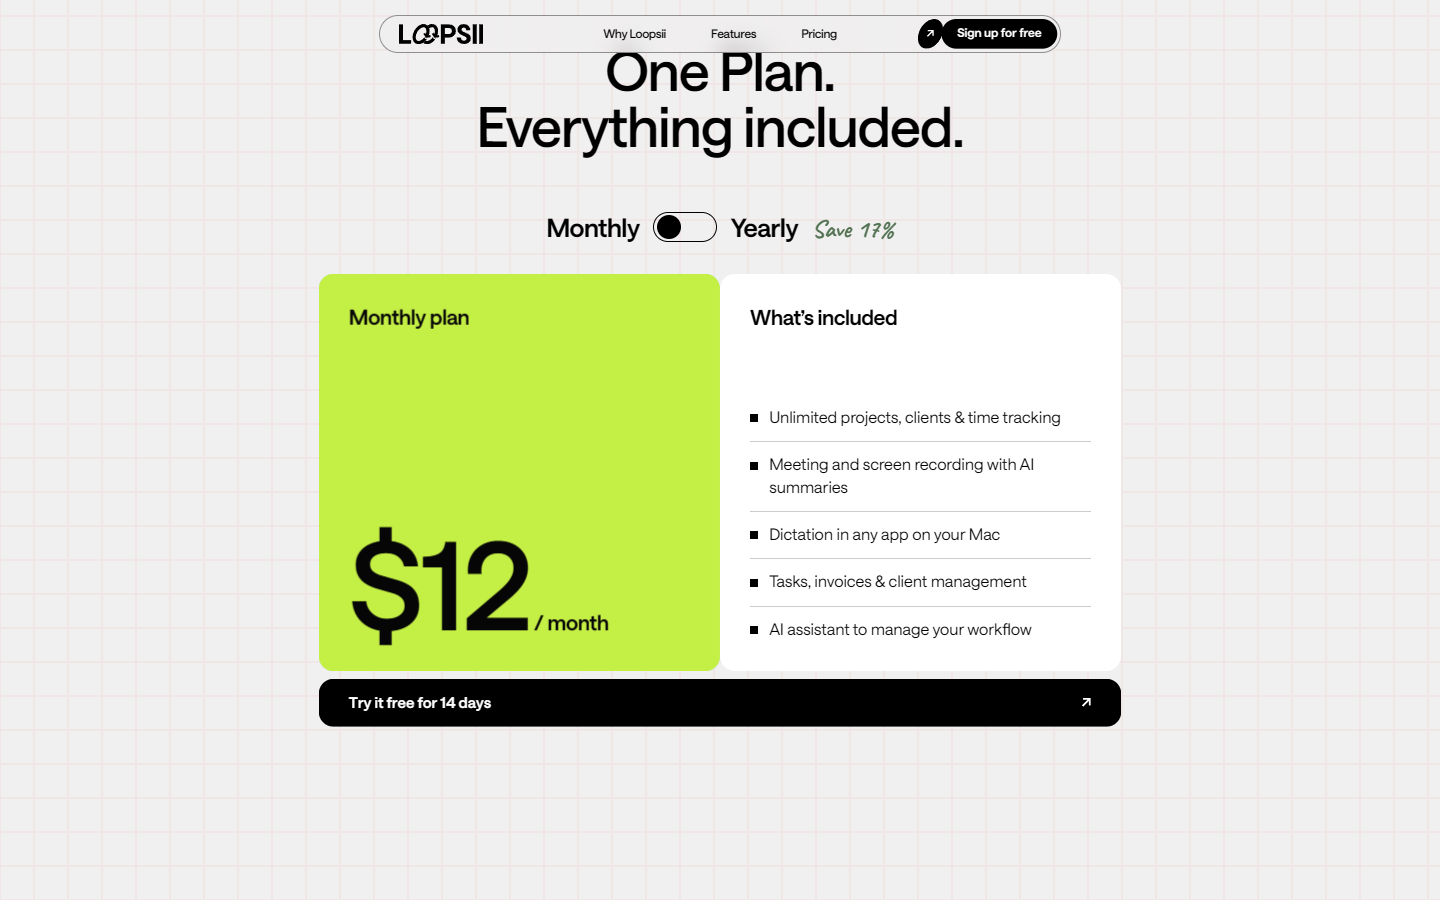 LOOPSII
Why Loopsii
Features
Pricing
Sign up for free
One Plan.
Everything included.
Monthly
Yearly
Save 17%
Monthly plan
$12 / month
What's included
Unlimited projects, clients & time tracking
Meeting and screen recording with AI
summaries
Dictation in any app on your Mac
Tasks, invoices & client management
AI assistant to manage your workflow
Try it free for 14 days